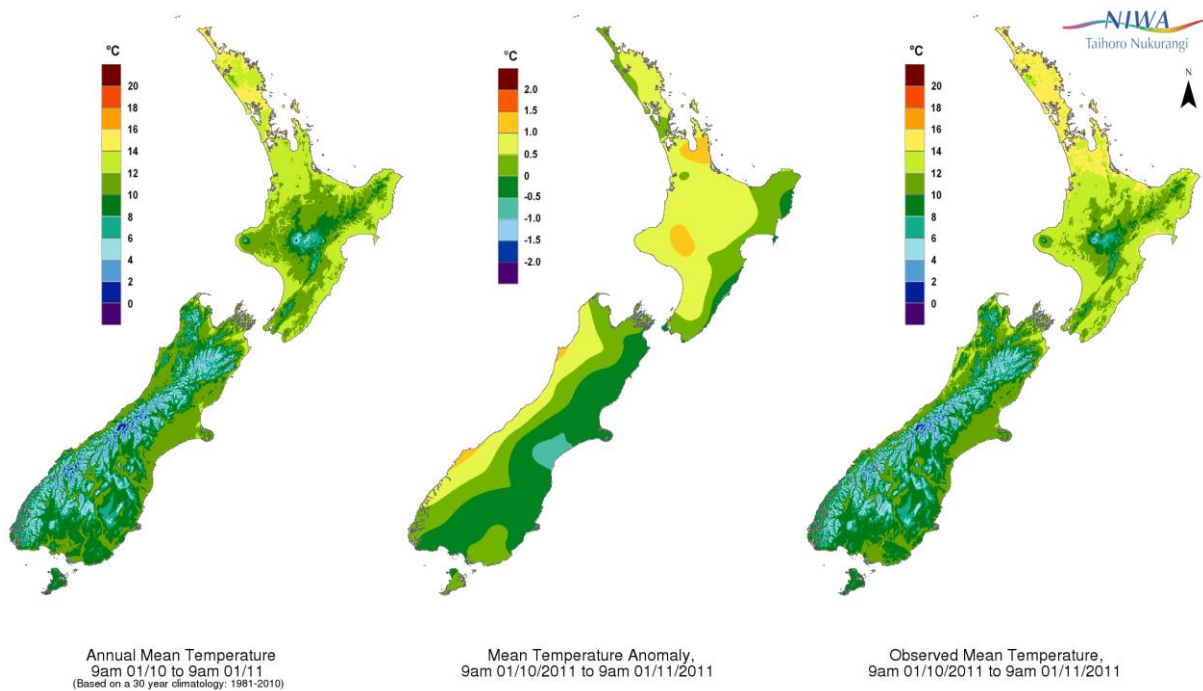 NIWA
Taihoro Nukurangi
N
°C
20
18
16
14
12
10
8
6
4
2
0
°C
2.0
1.5
1.0
0.5
0
-0.5
-1.0
-1.5
-2.0
°C
20
18
16
14
12
10
8
6
4
2
0
Annual Mean Temperature
9am 01/10 to 9am 01/11
(Based on a 30 year climatology: 1981-2010)
Mean Temperature Anomaly,
9am 01/10/2011 to 9am 01/11/2011
Observed Mean Temperature,
9am 01/10/2011 to 9am 01/11/2011